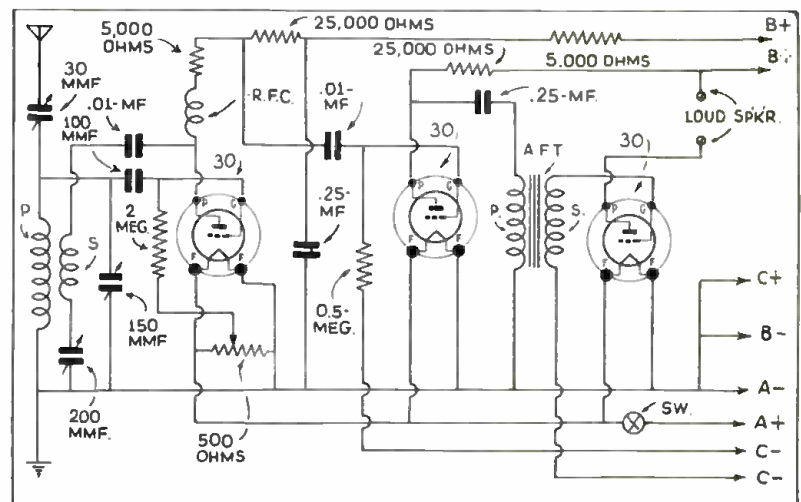 5,000
OHMS
25,000 OHMS
B+
25,000 OHMS
5,000 OHMS
B+
30
MMF
.01-MF
100
MMF
R.F.C.
.01-
MF
.25-MF.
LOUD SPKR.
30
30
A F T
30
P
G
P
G
P
G
P.
S
2
MEG.
.25-
MF
P.
S.
F
F
F
F
F
F
150
MMF
0.5-
MEG.
C+
B-
200
MMF.
500
OHMS
SW.
A-
A+
C-
C-